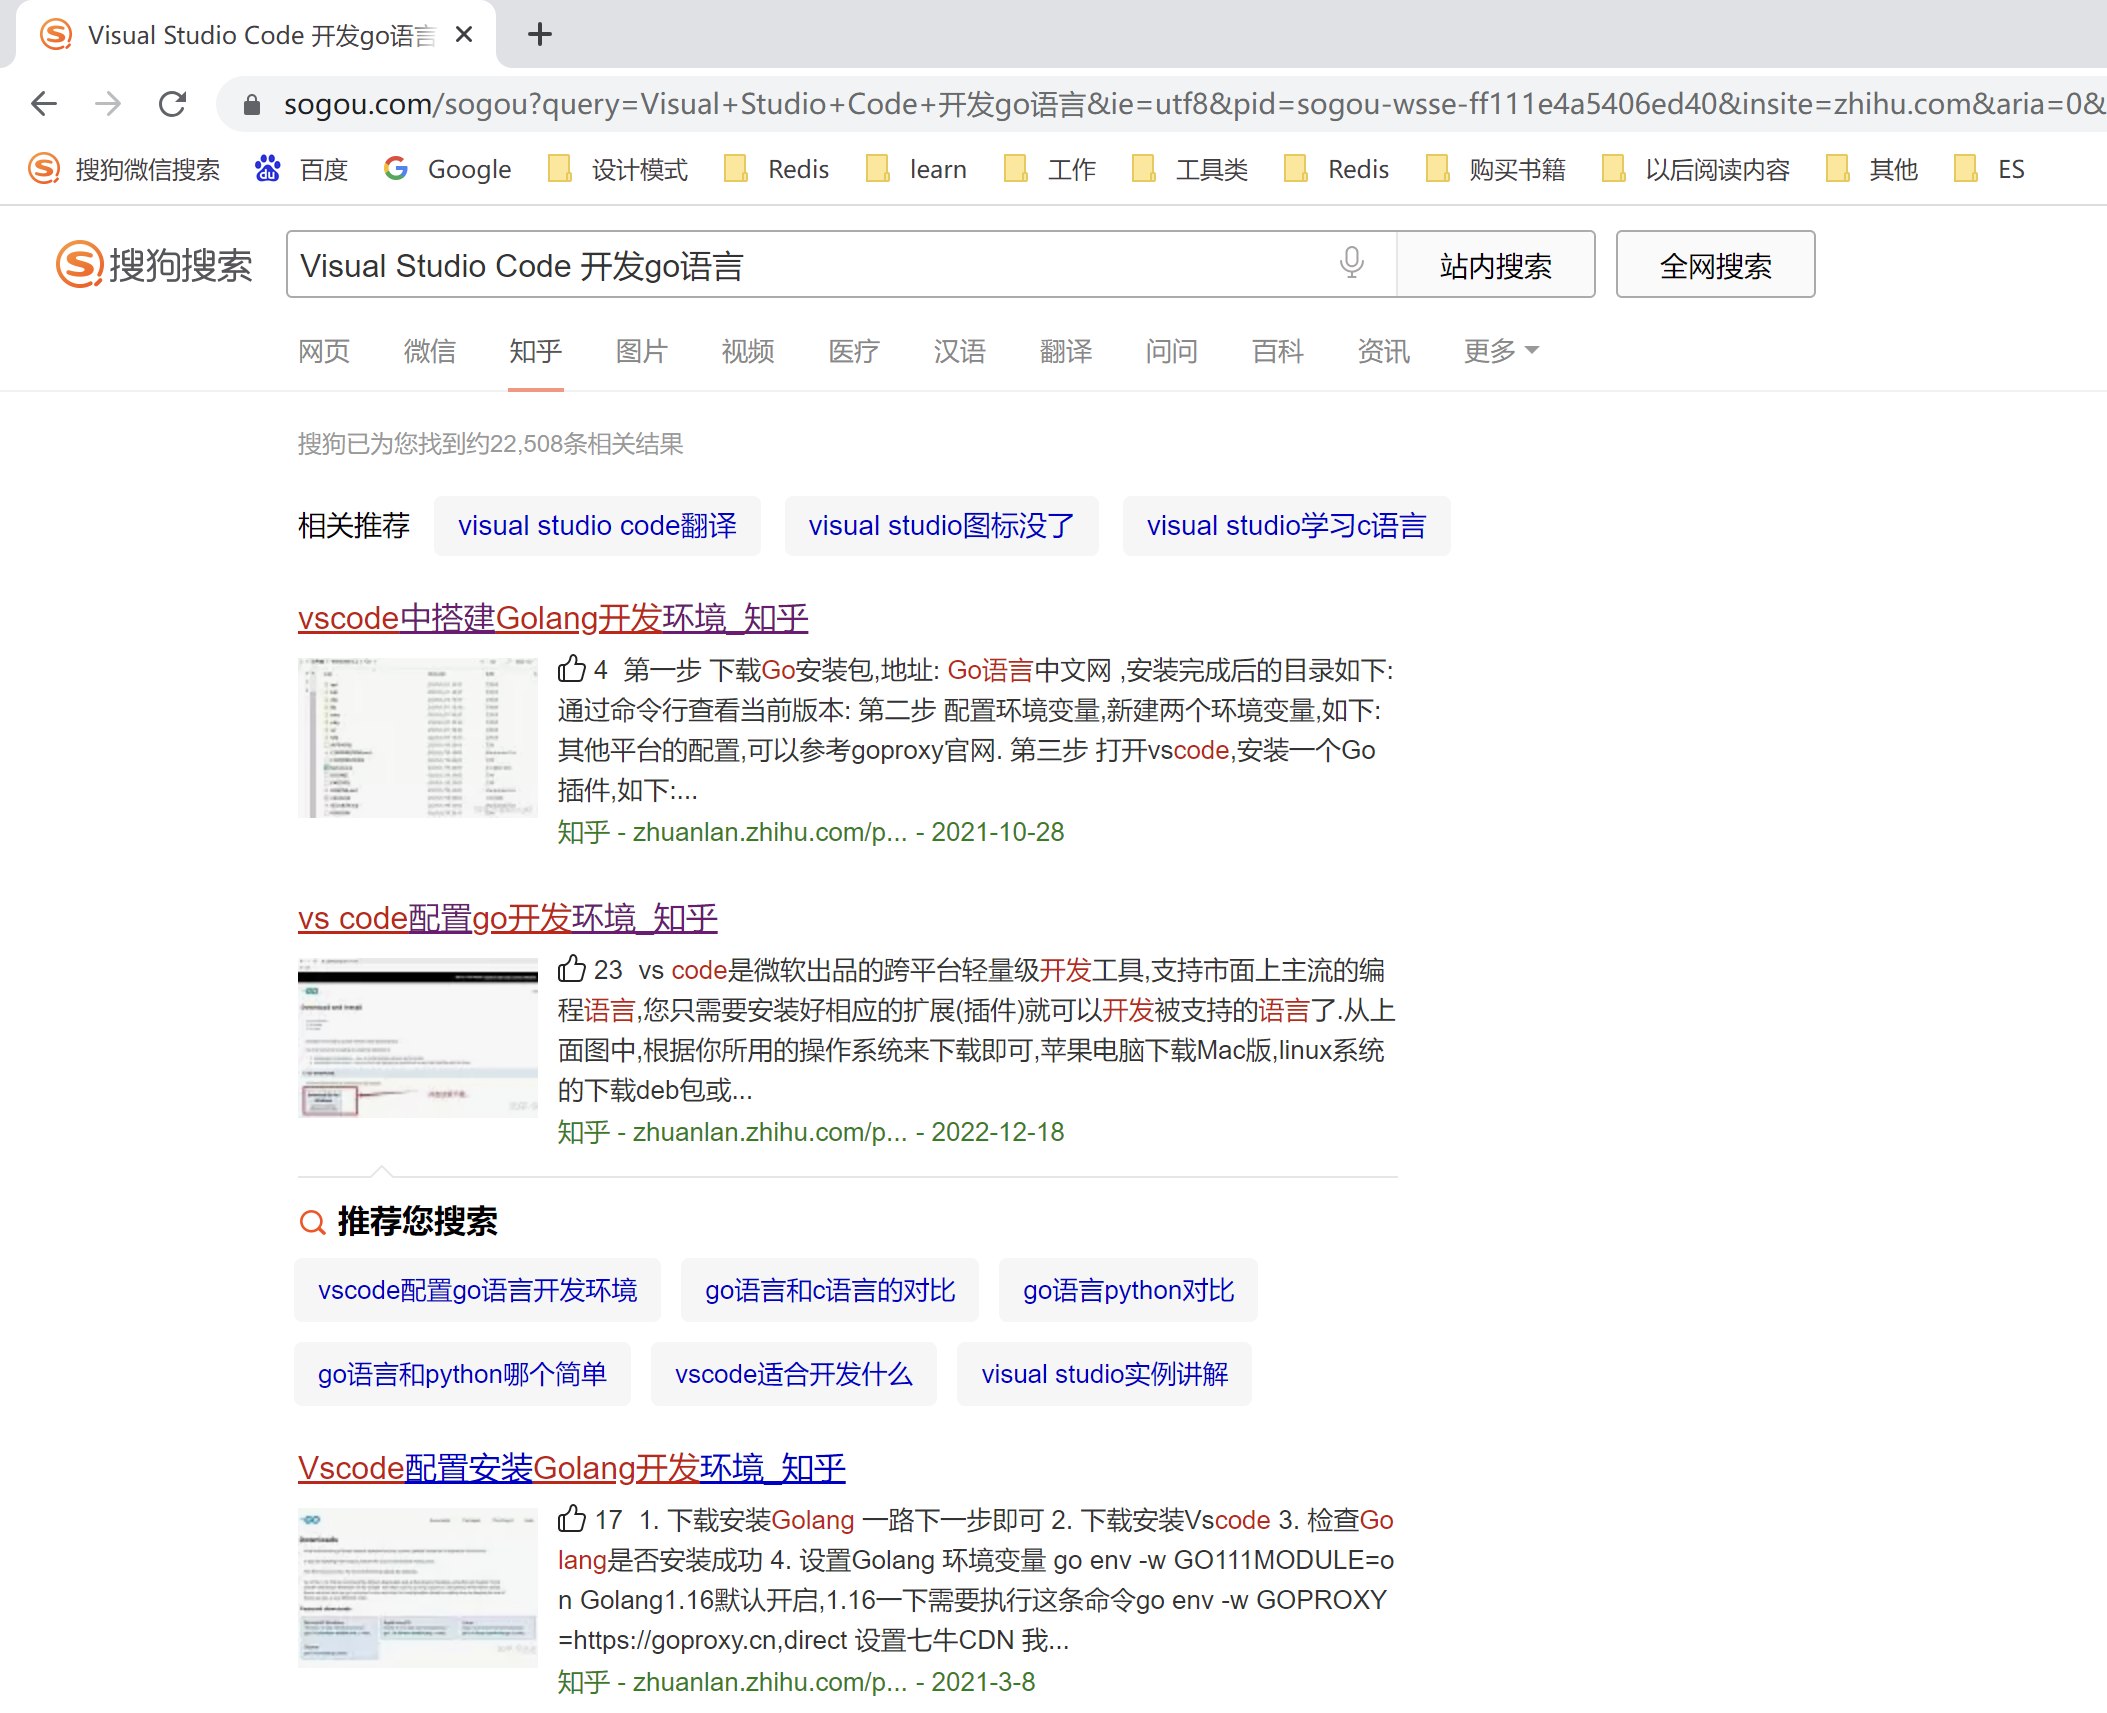 Visual Studio Code 开发go语言
sogou.com/sogou?query=Visual+Studio+Code+开发go语言&ie=utf8&pid=sogou-wsse-ff111e4a5406ed40&insite=zhihu.com&aria=0&
搜狗微信搜索 百度 Google 设计模式 Redis learn 工作 工具类 Redis 购买书籍 以后阅读内容 其他 ES
搜狗搜索 Visual Studio Code 开发go语言 站内搜索 全网搜索
网页 微信 知乎 图片 视频 医疗 汉语 翻译 问问 百科 资讯 更多
搜狗已为您找到约22,508条相关结果
相关推荐 visual studio code翻译 visual studio图标没了 visual studio学习c语言
vscode中搭建Golang开发环境_知乎
4 第一步 下载Go安装包,地址: Go语言中文网 ,安装完成后的目录如下:
通过命令行查看当前版本: 第二步 配置环境变量,新建两个环境变量,如下:
其他平台的配置,可以参考goproxy官网. 第三步 打开vscode,安装一个Go
插件,如下:...
知乎 - zhuanlan.zhihu.com/p... - 2021-10-28
vs code配置go开发环境_知乎
23 vs code是微软出品的跨平台轻量级开发工具,支持市面上主流的编
程语言,您只需要安装好相应的扩展(插件)就可以开发被支持的语言了.从上
面图中,根据你所用的操作系统来下载即可,苹果电脑下载Mac版,linux系统
的下载deb包或...
知乎 - zhuanlan.zhihu.com/p... - 2022-12-18
推荐您搜索
vscode配置go语言开发环境 go语言和c语言的对比 go语言python对比
go语言和python哪个简单 vscode适合开发什么 visual studio实例讲解
Vscode配置安装Golang开发环境_知乎
17 1. 下载安装Golang 一路下一步即可 2. 下载安装Vscode 3. 检查Go
lang是否安装成功 4. 设置Golang 环境变量 go env -w GO111MODULE=o
n Golang1.16默认开启,1.16一下需要执行这条命令go env -w GOPROXY
=https://goproxy.cn,direct 设置七牛CDN 我...
知乎 - zhuanlan.zhihu.com/p... - 2021-3-8